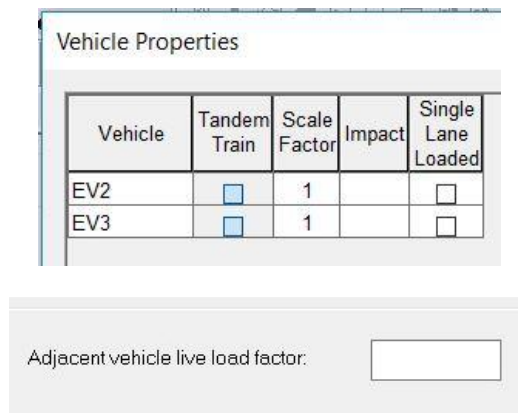 Vehicle Properties
Vehicle Tandem Train Scale Factor Impact Single Lane Loaded
EV2 1
EV3 1
Adjacent vehicle live load factor: